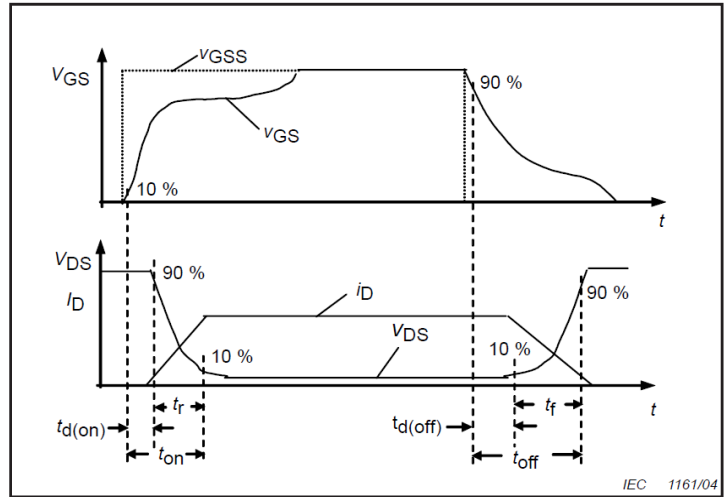 vGSS
VGS
90 %
vGS
10 %
t
VDS
90 %
ID
iD
90 %
VDS
10 %
10 %
tr
tf
t
td(on)
td(off)
ton
toff
IEC 1161/04